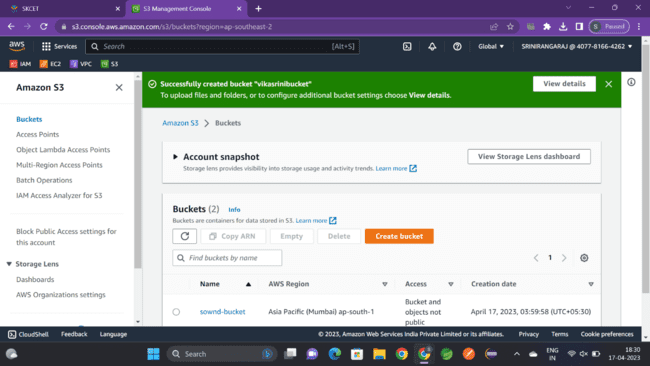 SKCET
S3 Management Console
s3.console.aws.amazon.com/s3/buckets?region=ap-southeast-2
Paused
aws
Services
Search
[Alt+S]
Global
SRINIRANGARAJ @ 4077-8166-4262
IAM
EC2
VPC
S3
Amazon S3
Buckets
Access Points
Object Lambda Access Points
Multi-Region Access Points
Batch Operations
IAM Access Analyzer for S3
Block Public Access settings for
this account
Storage Lens
Dashboards
AWS Organizations settings
Successfully created bucket "vikasrinibucket"
To upload files and folders, or to configure additional bucket settings choose View details.
View details
Amazon S3 > Buckets
Account snapshot
Storage lens provides visibility into storage usage and activity trends. Learn more
View Storage Lens dashboard
Buckets (2) Info
Buckets are containers for data stored in S3. Learn more
Copy ARN
Empty
Delete
Create bucket
Find buckets by name
1
Name
AWS Region
Access
Creation date
sownd-bucket
Asia Pacific (Mumbai) ap-south-1
Bucket and
objects not
public
April 17, 2023, 03:59:58 (UTC+05:30)
CloudShell
Feedback
Language
© 2023, Amazon Web Services India Private Limited or its affiliates.
Privacy
Terms
Cookie preferences
Search
ENG
IN
18:30
17-04-2023